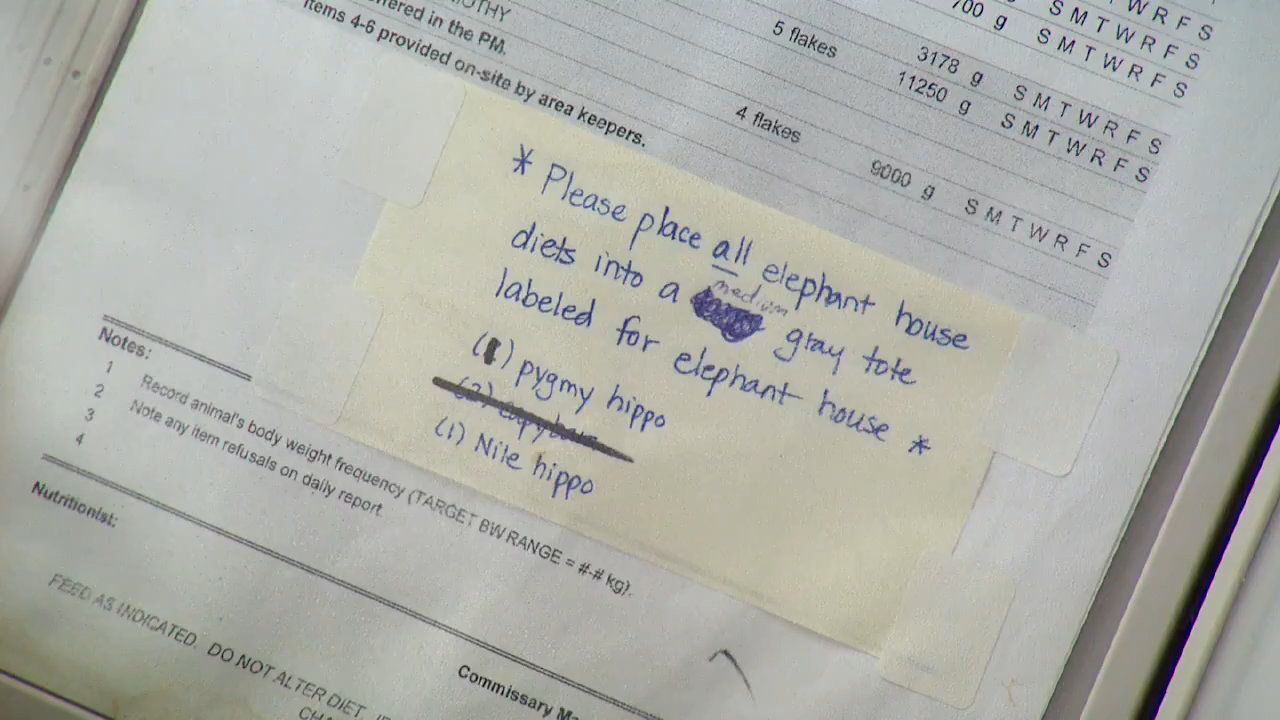 S M T W R F S
700 g S M T W R F S
5 flakes 3178 g S M T W R F S
11250 g S M T W R F S
in the PM.
4 flakes 9000 g S M T W R F S
Items 4-6 provided on-site by area keepers.
* Please place all elephant house
diets into a medium gray tote
labeled for elephant house *
(1) pygmy hippo
(2) capybara
(1) Nile hippo
Notes:
1 Record animal's body weight frequency (TARGET BW RANGE = #-# kg).
2 Note any item refusals on daily report
3
4
Nutritionist:
FEED AS INDICATED. DO NOT ALTER DIET
Commissary